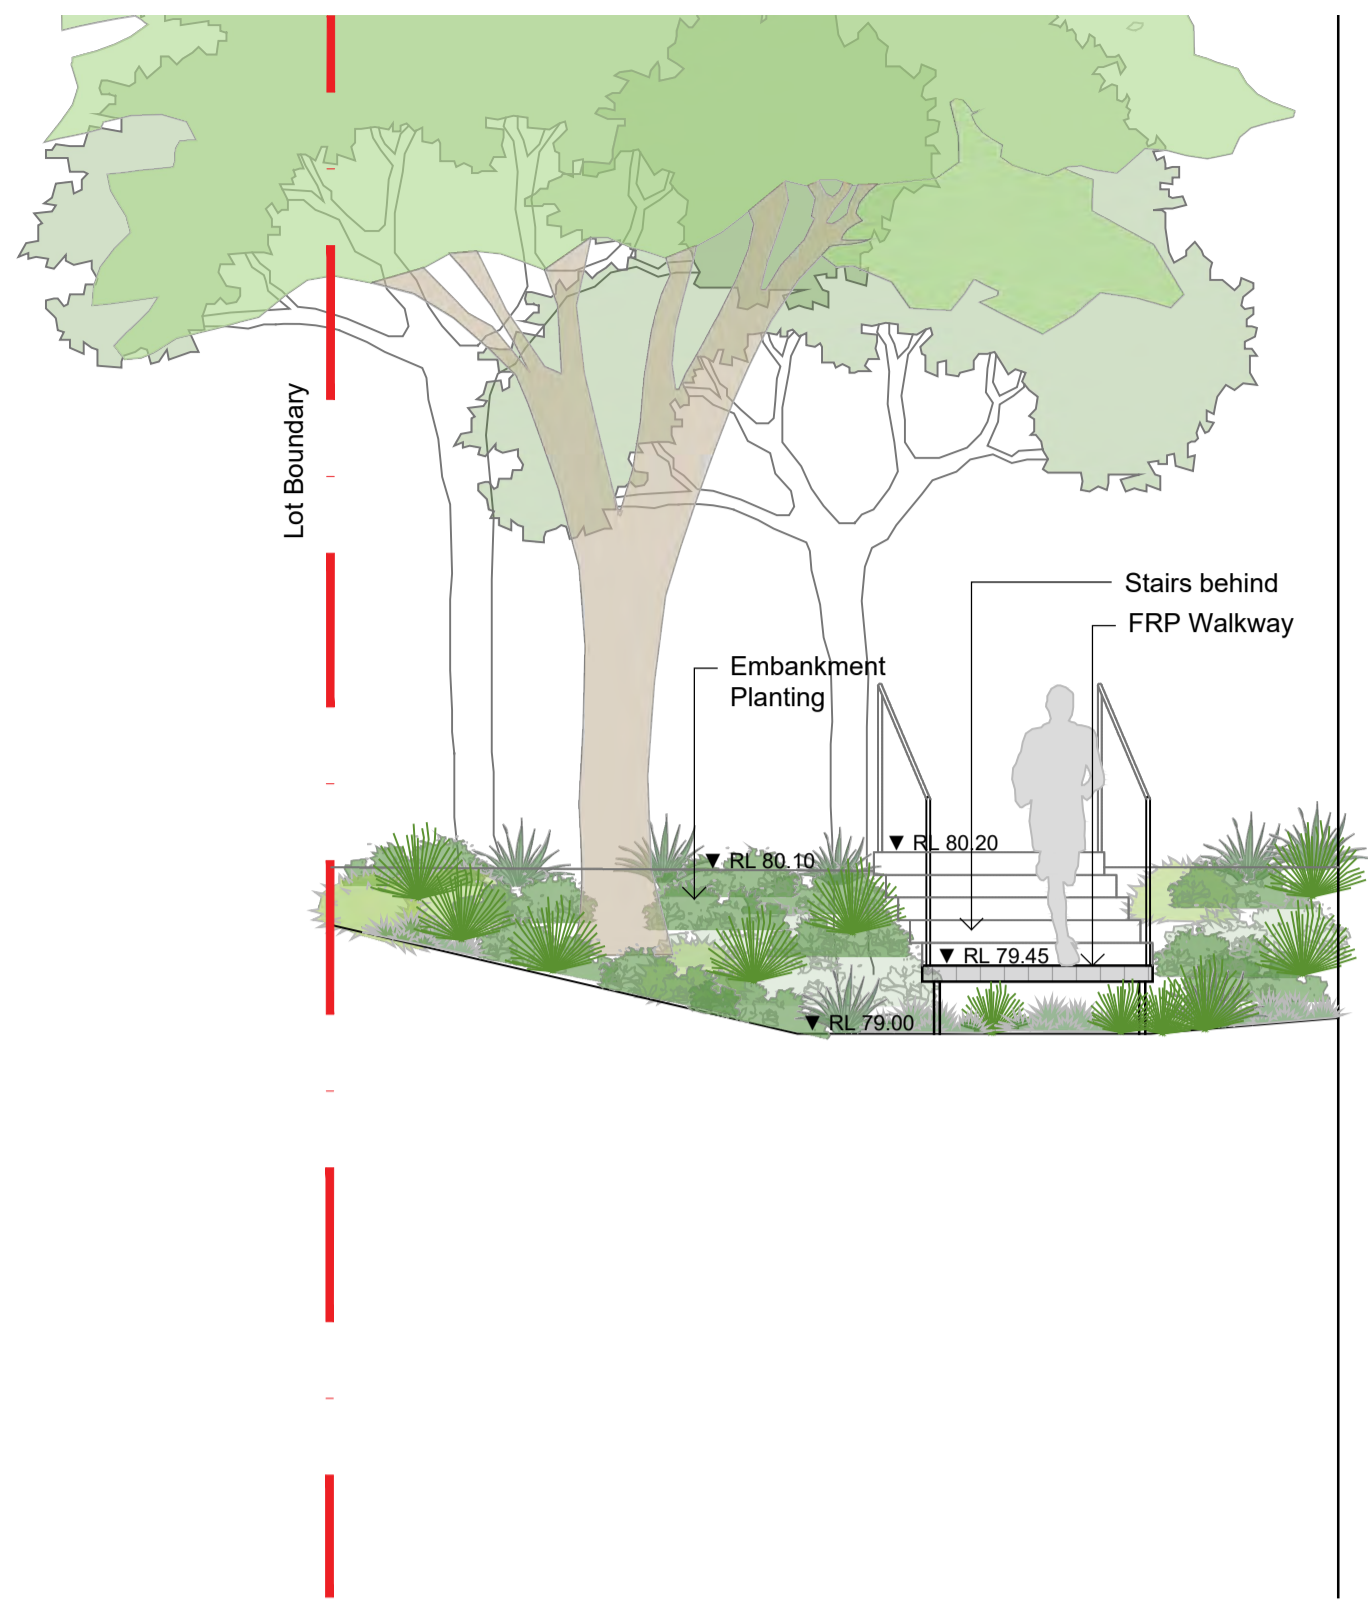 Lot Boundary
Stairs behind
FRP Walkway
Embankment
Planting
▼ RL 80.20
▼ RL 80.10
▼ RL 79.45
▼ RL 79.00